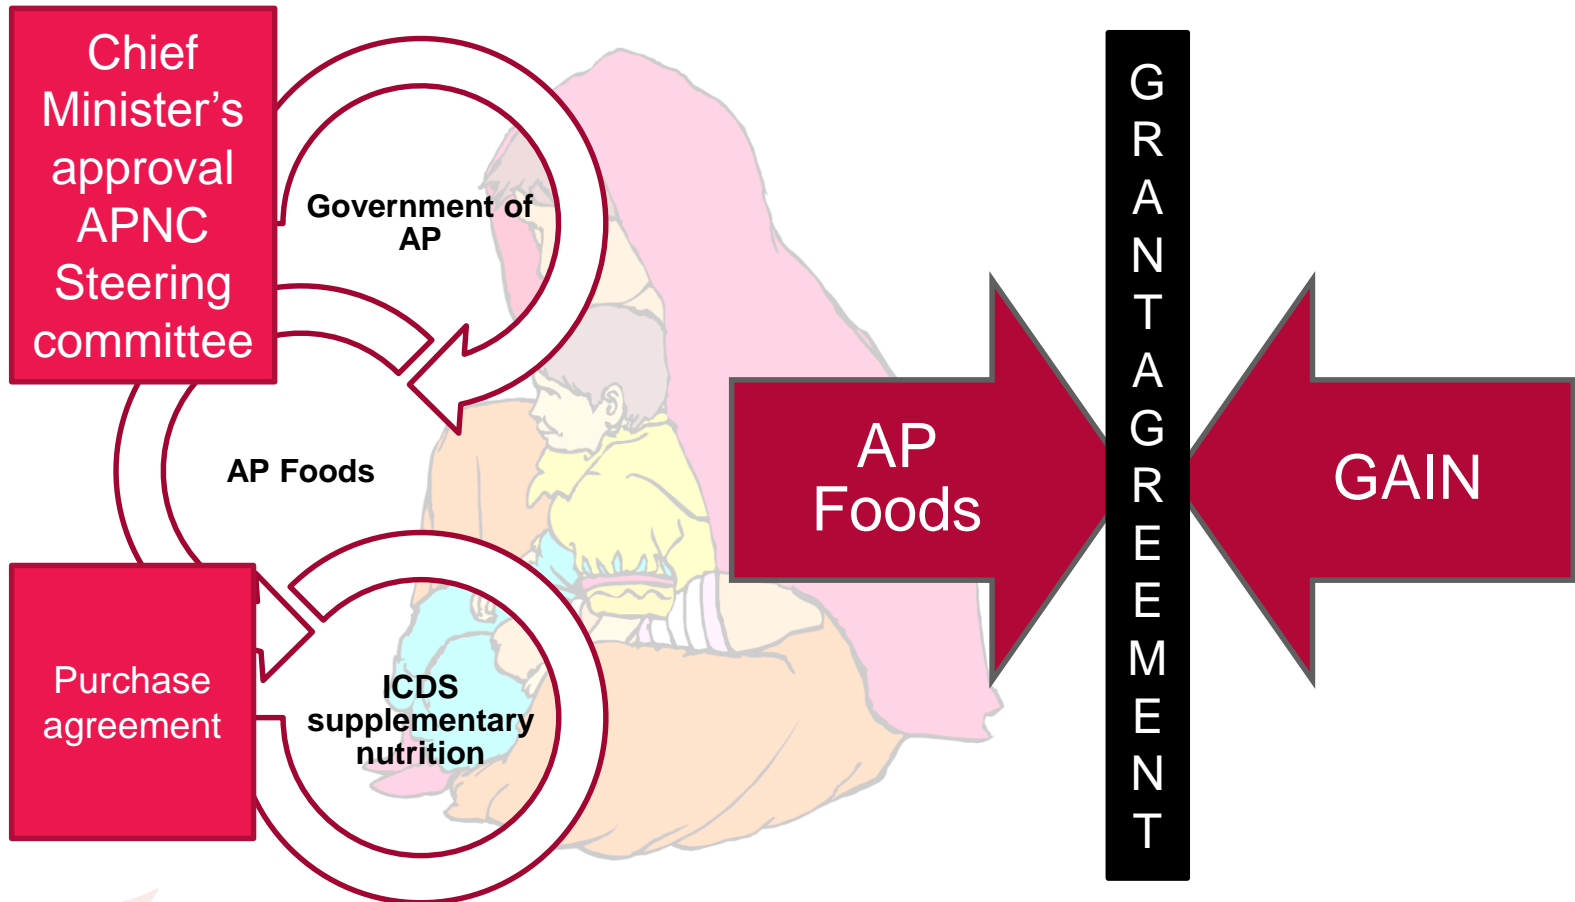 Chief
Minister’s
approval
APNC
Steering
committee
Government of
AP
AP Foods
Purchase
agreement
ICDS
supplementary
nutrition
AP
Foods
G
R
A
N
T
A
G
R
E
E
M
E
N
T
GAIN